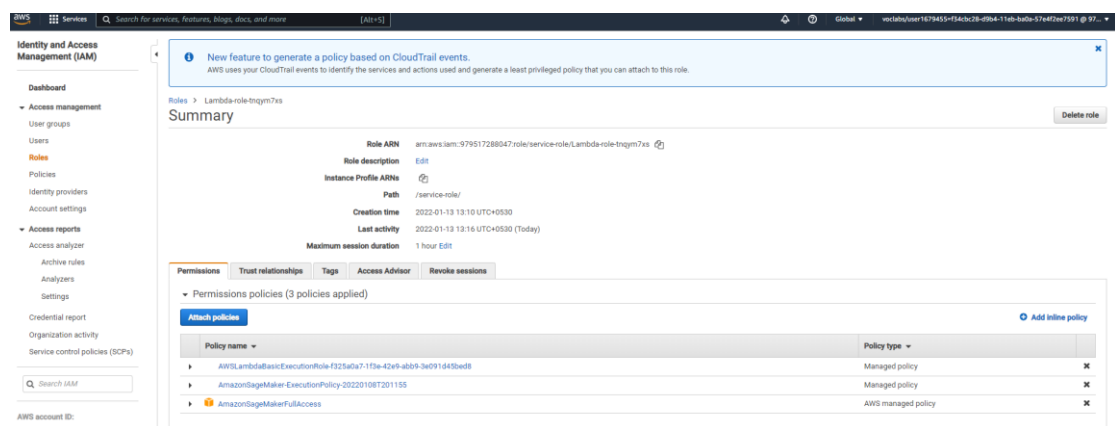 aws Services Search for services, features, blogs, docs, and more [Alt+S] Global voclabs/user1679455=f34cbc28-d9b4-11eb-ba0a-57e4f2ee7591 @ 97...
Identity and Access
Management (IAM)
Dashboard
Access management
User groups
Users
Roles
Policies
Identity providers
Account settings
Access reports
Access analyzer
Archive rules
Analyzers
Settings
Credential report
Organization activity
Service control policies (SCPs)
Search IAM
AWS account ID:
New feature to generate a policy based on CloudTrail events.
AWS uses your CloudTrail events to identify the services and actions used and generate a least privileged policy that you can attach to this role.
Roles > Lambda-role-tnqym7xs
Summary
Delete role
Role ARN arn:aws:iam::979517288047:role/service-role/Lambda-role-tnqym7xs
Role description Edit
Instance Profile ARNs
Path /service-role/
Creation time 2022-01-13 13:10 UTC+0530
Last activity 2022-01-13 13:16 UTC+0530 (Today)
Maximum session duration 1 hour Edit
Permissions Trust relationships Tags Access Advisor Revoke sessions
Permissions policies (3 policies applied)
Attach policies Add inline policy
Policy name Policy type
AWSLambdaBasicExecutionRole-f325a0a7-1f3e-42e9-abb9-3e091d45bed8 Managed policy
AmazonSageMaker-ExecutionPolicy-20220108T201155 Managed policy
AmazonSageMakerFullAccess AWS managed policy